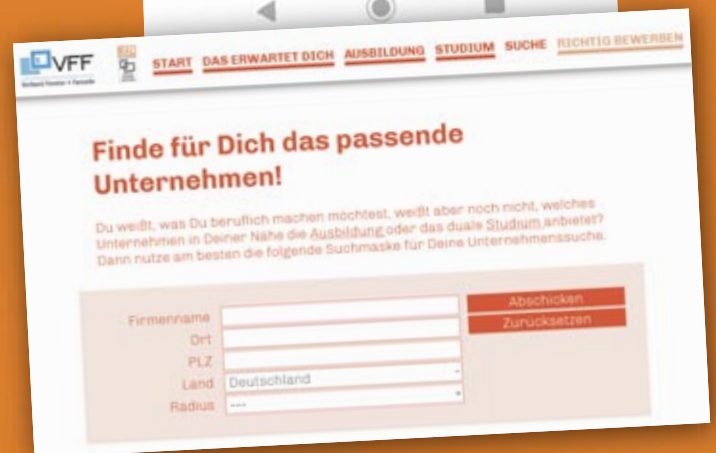 VFF
Verband Fenster + Fassade
START DAS ERWARTET DICH AUSBILDUNG STUDIUM SUCHE RICHTIG BEWERBEN
Finde für Dich das passende
Unternehmen!
Du weißt, was Du beruflich machen möchtest, weißt aber noch nicht, welches
Unternehmen in Deiner Nähe die Ausbildung oder das duale Studium anbietet?
Dann nutze am besten die folgende Suchmaske für Deine Unternehmenssuche.
Firmenname
Ort
PLZ
Land Deutschland
Radius ---
Abschicken
Zurücksetzen